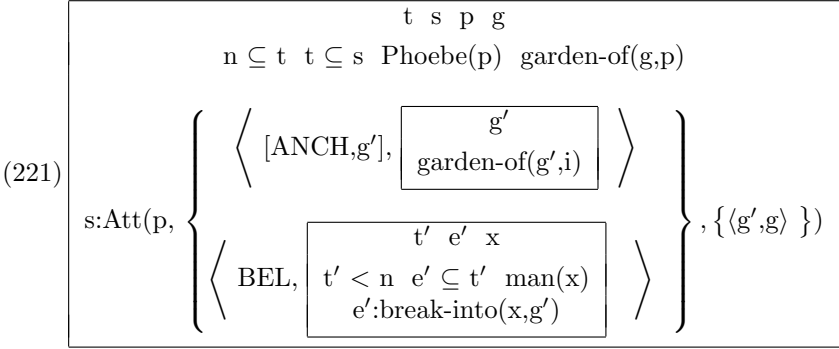 t s p g
n ⊆ t t ⊆ s Phoebe(p) garden-of(g,p)
g′
⟨ [ANCH,g′], garden-of(g′,i) ⟩
(221) s:Att(p, { } , {⟨g′,g⟩ })
t′ e′ x
⟨ BEL, t′ < n e′ ⊆ t′ man(x) ⟩
e′:break-into(x,g′)